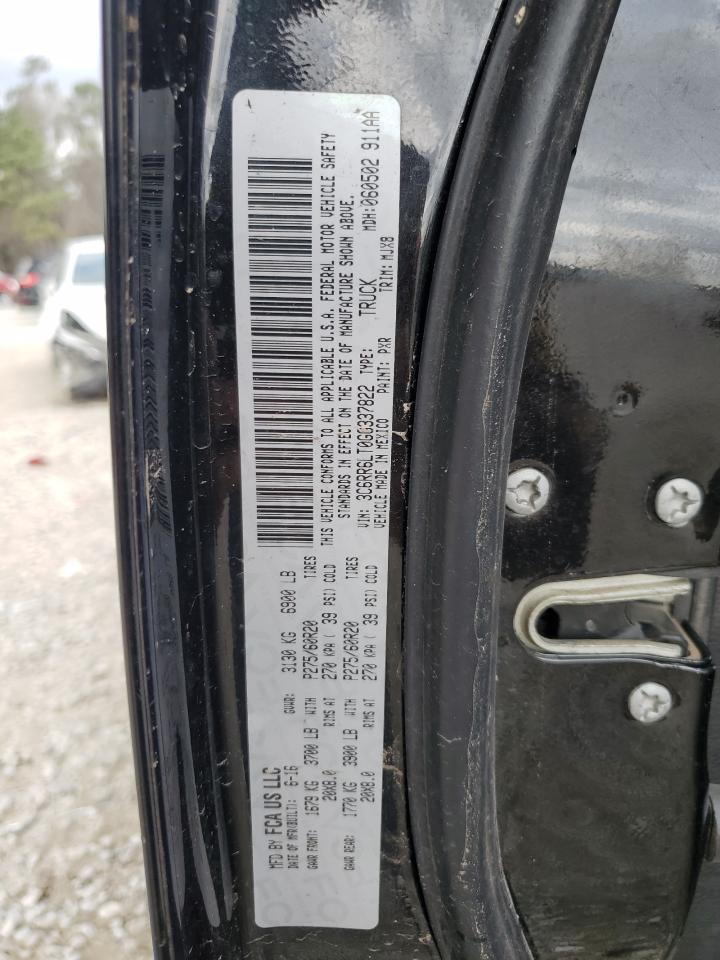 MFD BY FCA US LLC
DATE OF MFR(BUILT): 6-16 GVWR: 3130 KG 6900 LB
GAWR FRONT: 1679 KG 3700 LB WITH P275/60R20 TIRES
20X8.0 RIMS AT 270 KPA ( 39 PSI) COLD
GAWR REAR: 1770 KG 3900 LB WITH P275/60R20 TIRES
20X8.0 RIMS AT 270 KPA ( 39 PSI) COLD
THIS VEHICLE CONFORMS TO ALL APPLICABLE U.S.A. FEDERAL MOTOR VEHICLE SAFETY
STANDARDS IN EFFECT ON THE DATE OF MANUFACTURE SHOWN ABOVE.
VIN: 3C6RR6LT0GG337822 TYPE: TRUCK MDH:060502 911AA
VEHICLE MADE IN MEXICO PAINT: PXR TRIM: MJX8